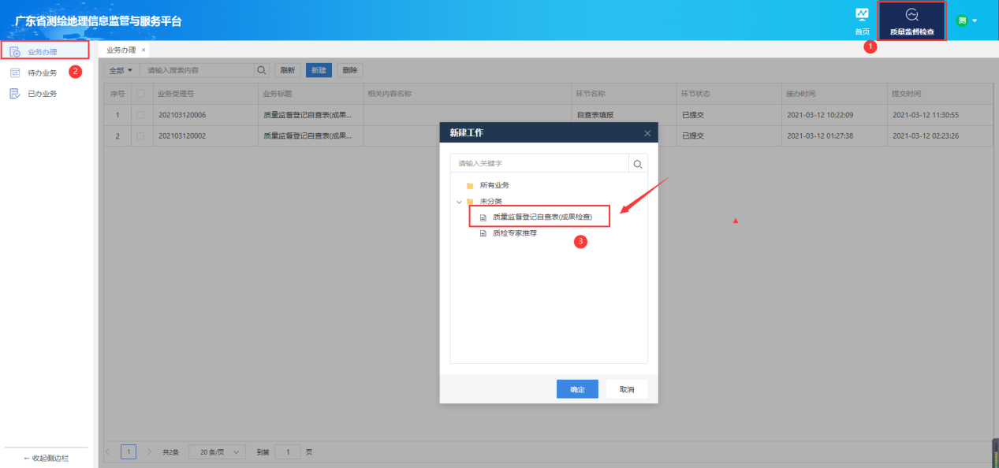 广东省测绘地理信息监管与服务平台
首页
质量监督检查
测
1
业务办理
待办业务
2
已办业务
业务办理 ×
全部 请输入搜索内容 刷新 新建 删除
序号 业务受理号 业务标题 相关内容名称 环节名称 环节状态 接办时间 提交时间
1 202103120006 质量监督登记自查表(成果... 自查表填报 已提交 2021-03-12 10:22:09 2021-03-12 11:30:55
2 202103120002 质量监督登记自查表(成果... 已提交 2021-03-12 01:27:38 2021-03-12 02:23:26
新建工作
请输入关键字
所有业务
未分类
质量监督登记自查表(成果检查)
质检专家推荐
3
确定 取消
1 共2条 20 条/页 到第 1 页
←收起侧边栏